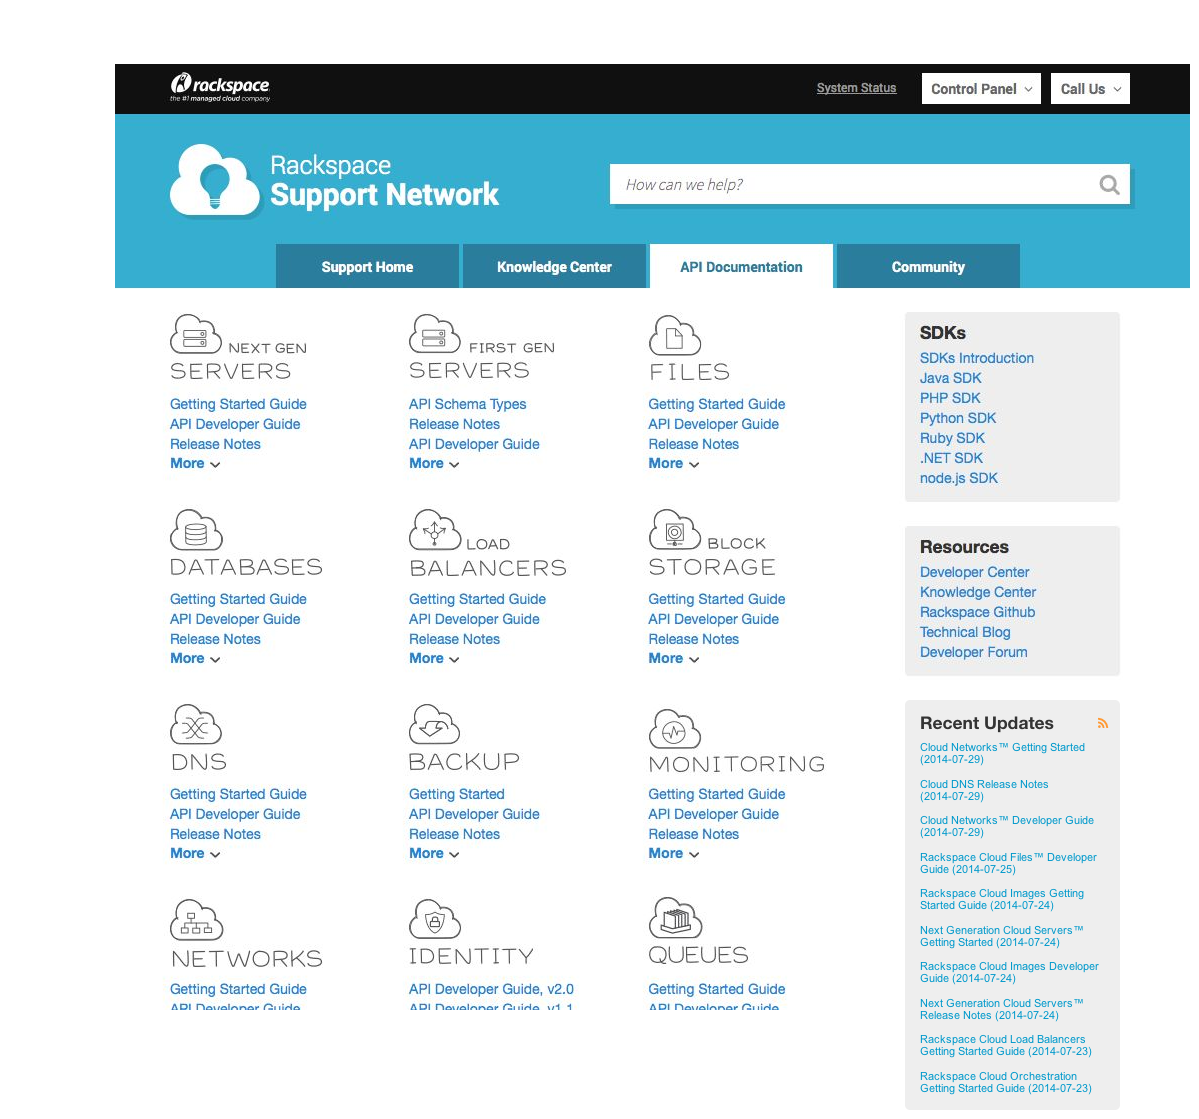 rackspace
the #1 managed cloud company
System Status
Control Panel
Call Us
Rackspace
Support Network
How can we help?
Support Home
Knowledge Center
API Documentation
Community
NEXT GEN
SERVERS
Getting Started Guide
API Developer Guide
Release Notes
More
FIRST GEN
SERVERS
API Schema Types
Release Notes
API Developer Guide
More
FILES
Getting Started Guide
API Developer Guide
Release Notes
More
DATABASES
Getting Started Guide
API Developer Guide
Release Notes
More
LOAD
BALANCERS
Getting Started Guide
API Developer Guide
Release Notes
More
BLOCK
STORAGE
Getting Started Guide
API Developer Guide
Release Notes
More
DNS
Getting Started Guide
API Developer Guide
Release Notes
More
BACKUP
Getting Started
API Developer Guide
Release Notes
More
MONITORING
Getting Started Guide
API Developer Guide
Release Notes
More
NETWORKS
Getting Started Guide
API Developer Guide
IDENTITY
API Developer Guide, v2.0
API Developer Guide, v1.1
QUEUES
Getting Started Guide
API Developer Guide
SDKs
SDKs Introduction
Java SDK
PHP SDK
Python SDK
Ruby SDK
.NET SDK
node.js SDK
Resources
Developer Center
Knowledge Center
Rackspace Github
Technical Blog
Developer Forum
Recent Updates
Cloud Networks™ Getting Started
(2014-07-29)
Cloud DNS Release Notes
(2014-07-29)
Cloud Networks™ Developer Guide
(2014-07-29)
Rackspace Cloud Files™ Developer
Guide (2014-07-25)
Rackspace Cloud Images Getting
Started Guide (2014-07-24)
Next Generation Cloud Servers™
Getting Started (2014-07-24)
Rackspace Cloud Images Developer
Guide (2014-07-24)
Next Generation Cloud Servers™
Release Notes (2014-07-24)
Rackspace Cloud Load Balancers
Getting Started Guide (2014-07-23)
Rackspace Cloud Orchestration
Getting Started Guide (2014-07-23)